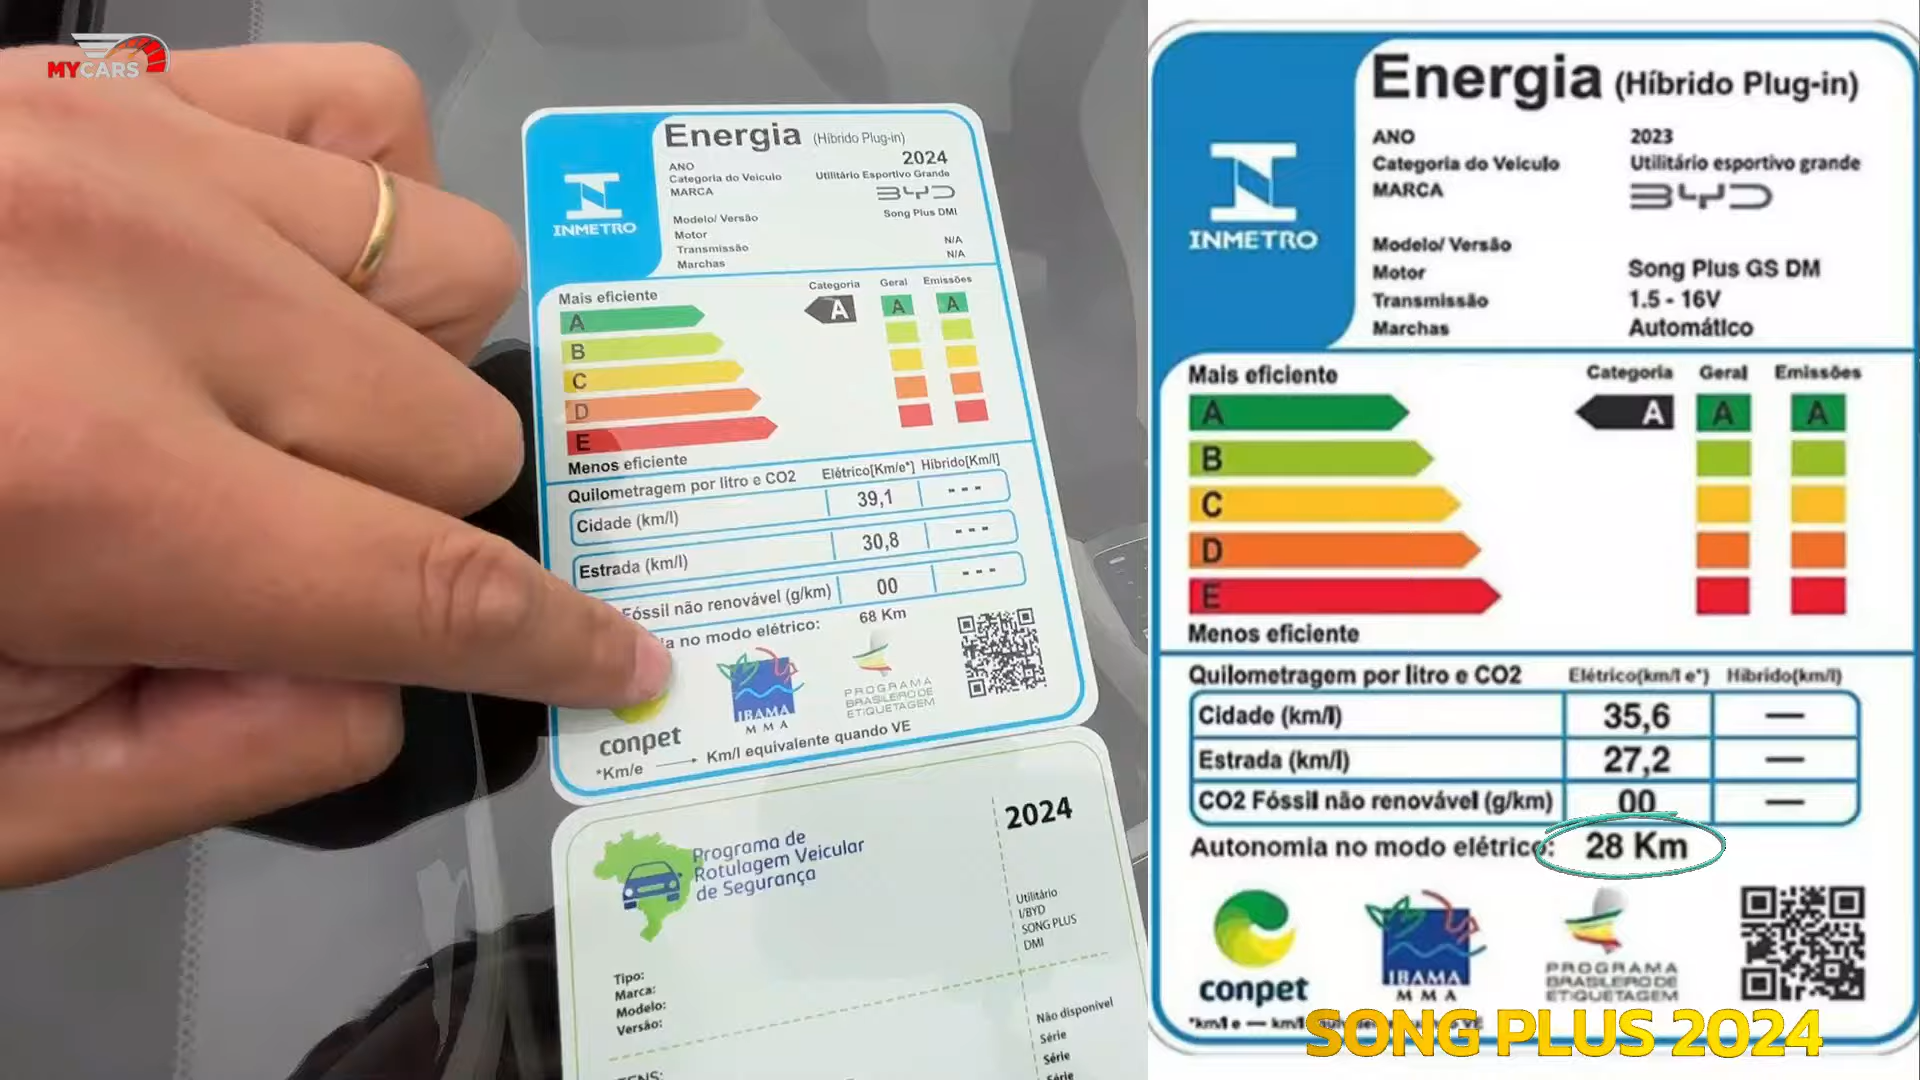 MYCARS
Energia (Híbrido Plug-in)
ANO 2024
Categoria do Veículo Utilitário Esportivo Grande
MARCA BYD
Modelo/ Versão Song Plus DMI
Motor
Transmissão N/A
Marchas N/A
INMETRO
Mais eficiente
Categoria Geral Emissões
A A A A
B
C
D
E
Menos eficiente
Quilometragem por litro e CO2 Elétrico[Km/e*] Híbrido[Km/l]
Cidade (km/l) 39,1 ---
Estrada (km/l) 30,8 ---
Fóssil não renovável (g/km) 00 ---
a no modo elétrico: 68 Km
conpet
IBAMA
MMA
PROGRAMA
BRASILEIRO DE
ETIQUETAGEM
*Km/e → Km/l equivalente quando VE
Programa de
Rotulagem Veicular
de Segurança
2024
Utilitário
I/BYD
SONG PLUS
DMI
Tipo:
Marca:
Modelo:
Versão:
Não disponível
Série
Série
Série
Energia (Híbrido Plug-in)
ANO 2023
Categoria do Veículo Utilitário esportivo grande
MARCA BYD
Modelo/ Versão
Motor Song Plus GS DM
Transmissão 1.5 - 16V
Marchas Automático
INMETRO
Mais eficiente
Categoria Geral Emissões
A A A A
B
C
D
E
Menos eficiente
Quilometragem por litro e CO2 Elétrico(km/l e*) Híbrido(km/l)
Cidade (km/l) 35,6 —
Estrada (km/l) 27,2 —
CO2 Fóssil não renovável (g/km) 00 —
Autonomia no modo elétrico: 28 Km
conpet
IBAMA
MMA
PROGRAMA
BRASILEIRO DE
ETIQUETAGEM
*km/l e — km/l VE
SONG PLUS 2024